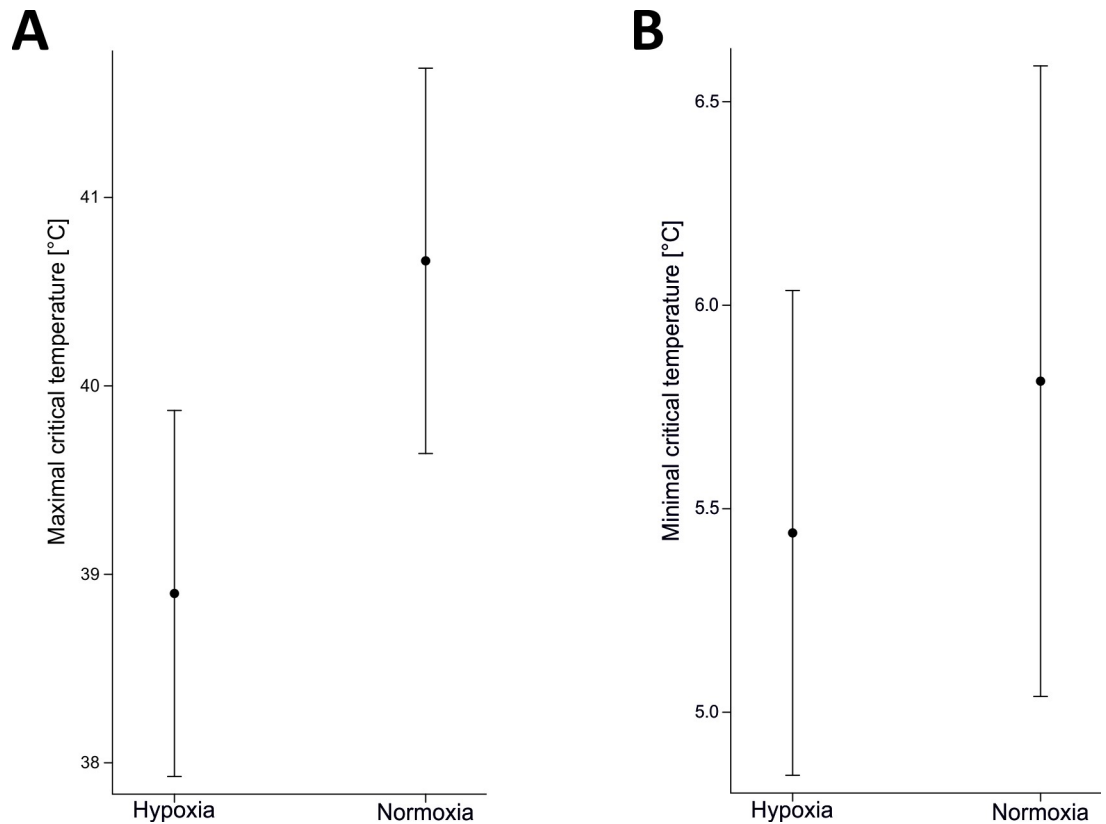 A
Maximal critical temperature [°C]
41
40
39
38
Hypoxia Normoxia
B
Minimal critical temperature [°C]
6.5
6.0
5.5
5.0
Hypoxia Normoxia